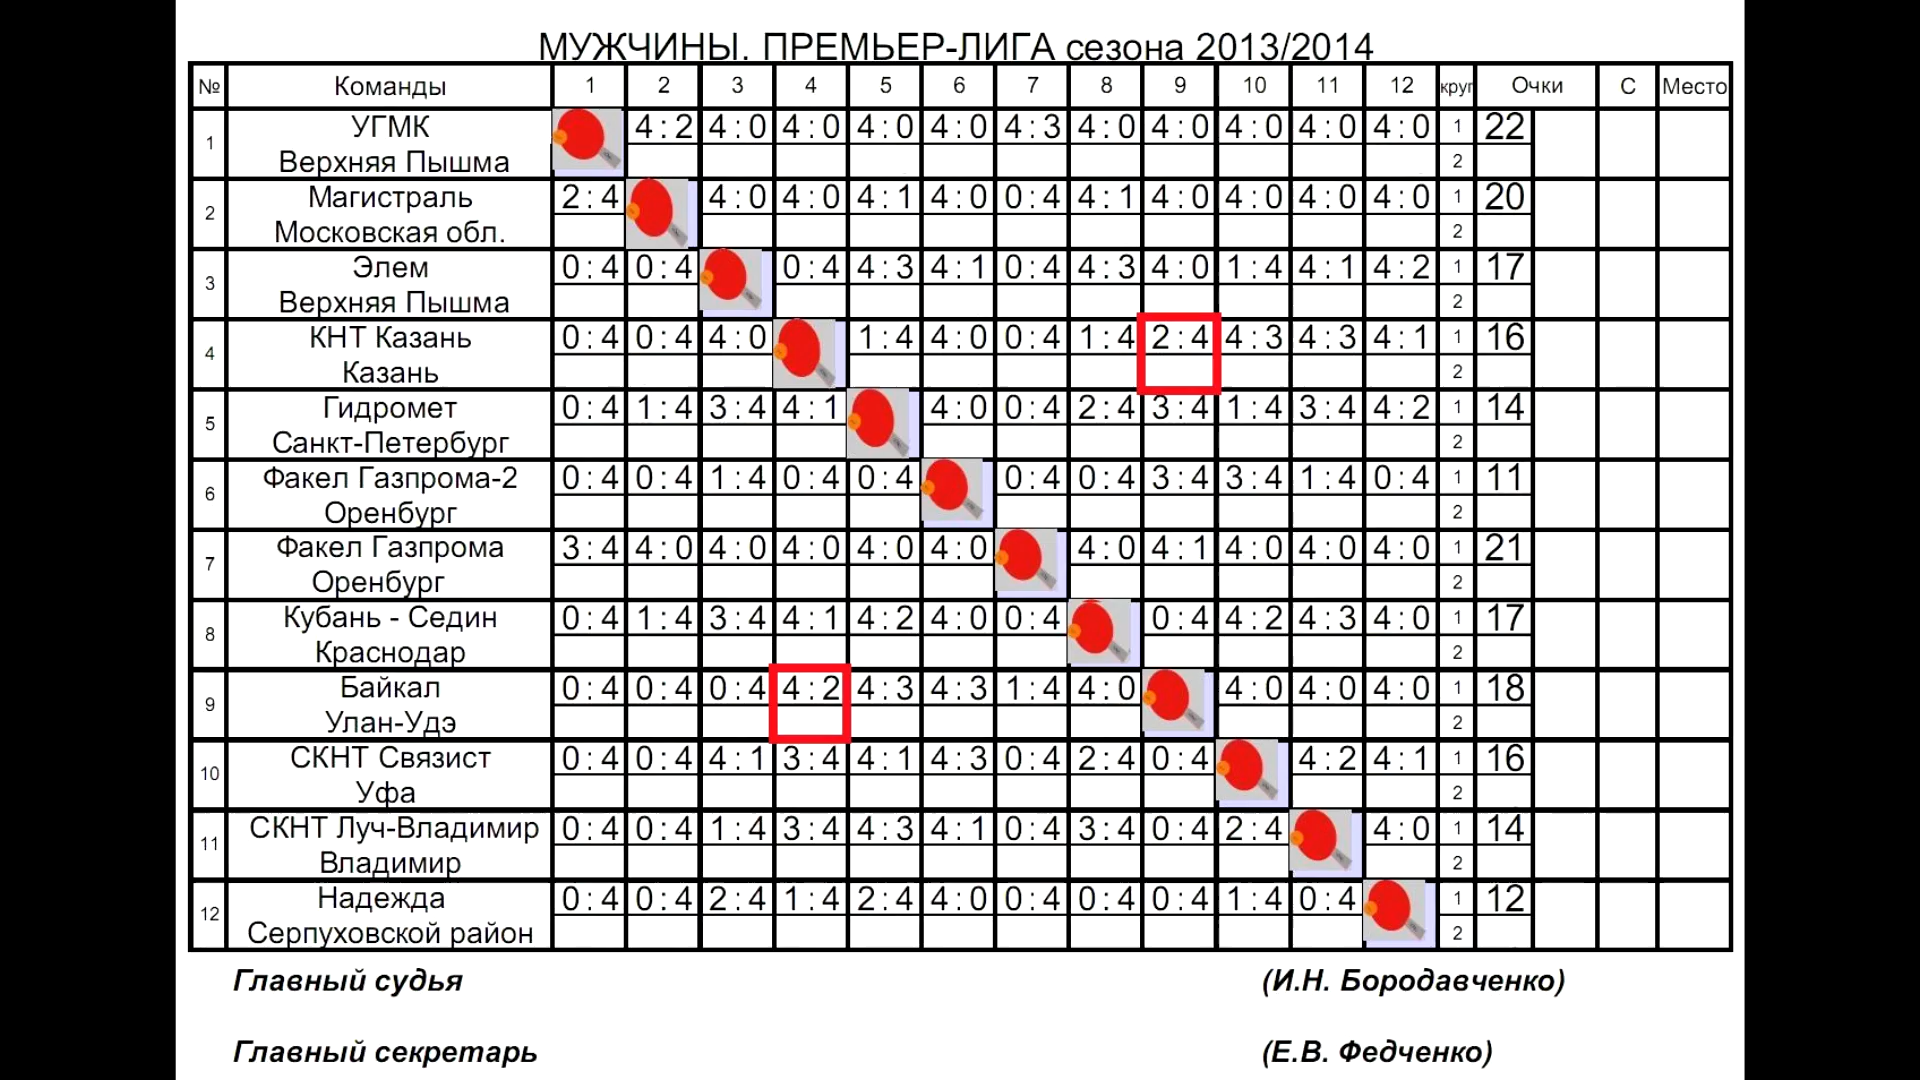 МУЖЧИНЫ. ПРЕМЬЕР-ЛИГА сезона 2013/2014
№ Команды 1 2 3 4 5 6 7 8 9 10 11 12 круг Очки С Место
1 УГМК 4:2 4:0 4:0 4:0 4:0 4:3 4:0 4:0 4:0 4:0 4:0 1 22
Верхняя Пышма 2
2 Магистраль 2:4 4:0 4:0 4:1 4:0 0:4 4:1 4:0 4:0 4:0 4:0 1 20
Московская обл. 2
3 Элем 0:4 0:4 0:4 4:3 4:1 0:4 4:3 4:0 1:4 4:1 4:2 1 17
Верхняя Пышма 2
4 КНТ Казань 0:4 0:4 4:0 1:4 4:0 0:4 1:4 2:4 4:3 4:3 4:1 1 16
Казань 2
5 Гидромет 0:4 1:4 3:4 4:1 4:0 0:4 2:4 3:4 1:4 3:4 4:2 1 14
Санкт-Петербург 2
6 Факел Газпрома-2 0:4 0:4 1:4 0:4 0:4 0:4 0:4 3:4 3:4 1:4 0:4 1 11
Оренбург 2
7 Факел Газпрома 3:4 4:0 4:0 4:0 4:0 4:0 4:0 4:1 4:0 4:0 4:0 1 21
Оренбург 2
8 Кубань - Седин 0:4 1:4 3:4 4:1 4:2 4:0 0:4 0:4 4:2 4:3 4:0 1 17
Краснодар 2
9 Байкал 0:4 0:4 0:4 4:2 4:3 4:3 1:4 4:0 4:0 4:0 4:0 1 18
Улан-Удэ 2
10 СКНТ Связист 0:4 0:4 4:1 3:4 4:1 4:3 0:4 2:4 0:4 4:2 4:1 1 16
Уфа 2
11 СКНТ Луч-Владимир 0:4 0:4 1:4 3:4 4:3 4:1 0:4 3:4 0:4 2:4 4:0 1 14
Владимир 2
12 Надежда 0:4 0:4 2:4 1:4 2:4 4:0 0:4 0:4 0:4 1:4 0:4 1 12
Серпуховской район 2
Главный судья (И.Н. Бородавченко)
Главный секретарь (Е.В. Федченко)